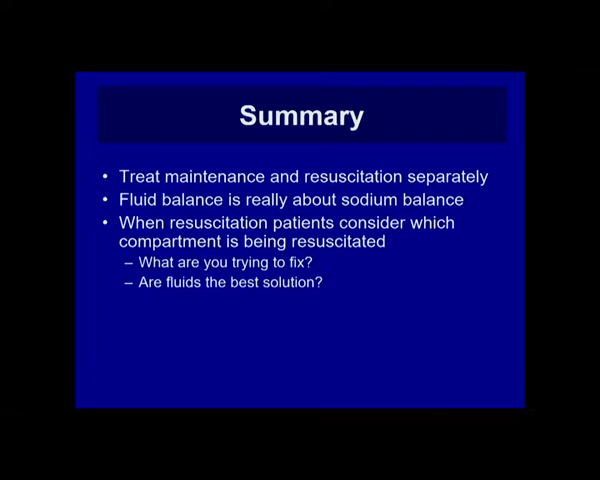 Summary
• Treat maintenance and resuscitation separately
• Fluid balance is really about sodium balance
• When resuscitation patients consider which
compartment is being resuscitated
– What are you trying to fix?
– Are fluids the best solution?